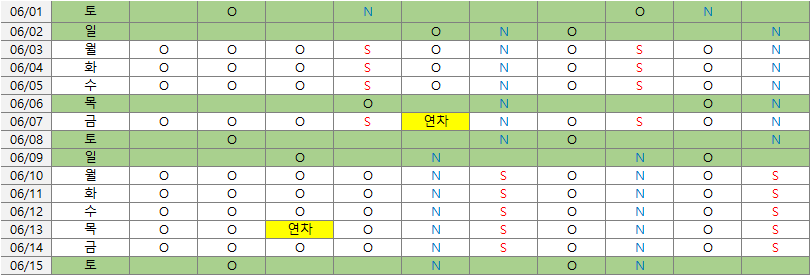 06/01 토 O N O N
06/02 일 O N O N
06/03 월 O O O S O N O S O N
06/04 화 O O O S O N O S O N
06/05 수 O O O S O N O S O N
06/06 목 O N O N
06/07 금 O O O S 연차 N O S O N
06/08 토 O N O N
06/09 일 O N N O
06/10 월 O O O O N S O N O S
06/11 화 O O O O N S O N O S
06/12 수 O O O O N S O N O S
06/13 목 O O 연차 O N S O N O S
06/14 금 O O O O N S O N O S
06/15 토 O N O N